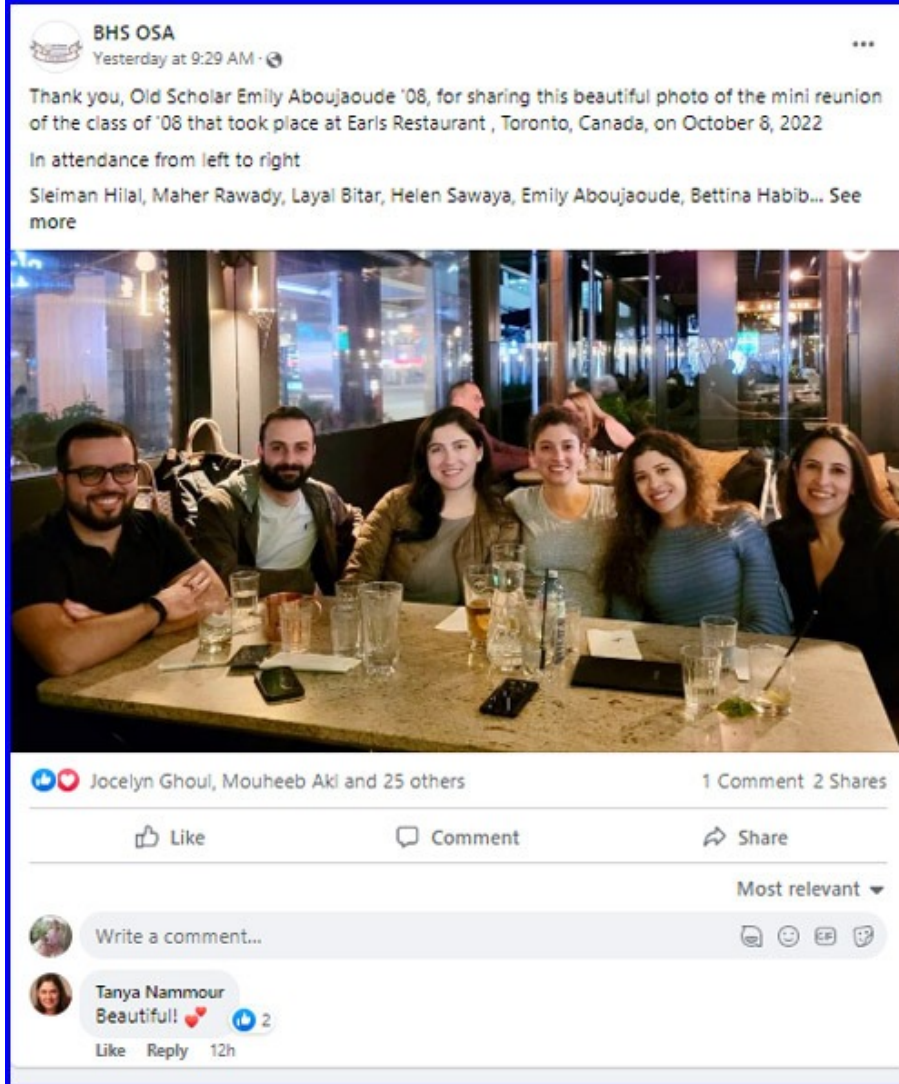 BHS OSA
Yesterday at 9:29 AM ·
Thank you, Old Scholar Emily Aboujaoude '08, for sharing this beautiful photo of the mini reunion
of the class of '08 that took place at Earls Restaurant , Toronto, Canada, on October 8, 2022
In attendance from left to right
Sleiman Hilal, Maher Rawady, Layal Bitar, Helen Sawaya, Emily Aboujaoude, Bettina Habib... See
more
Jocelyn Ghoul, Mouheeb Akl and 25 others
1 Comment 2 Shares
Like
Comment
Share
Most relevant
Write a comment...
GIF
Tanya Nammour
Beautiful! 💕
2
Like Reply 12h